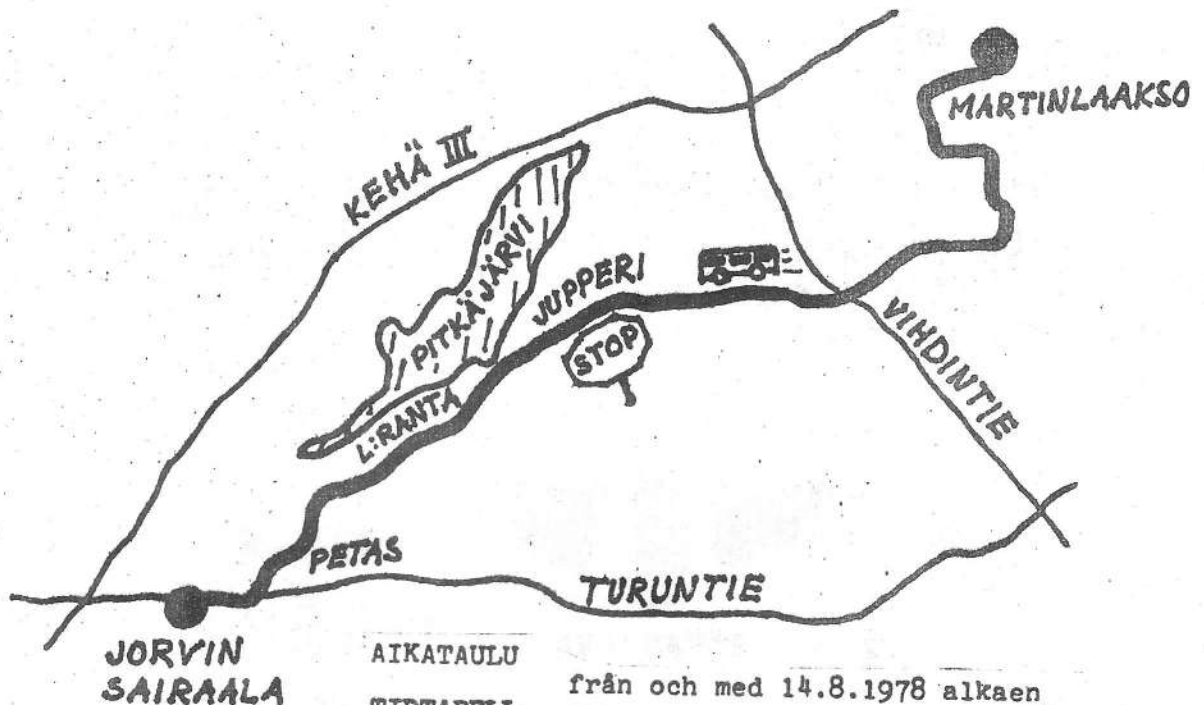 MARTINLAAKSO
KEHÄ III
PITKÄJÄRVI
JUPPERI
STOP
VIHDINTIE
L:RANTA
PETAS
TURUNTIE
JORVIN
SAIRAALA
AIKATAULU
från och med 14.8.1978 alkaen